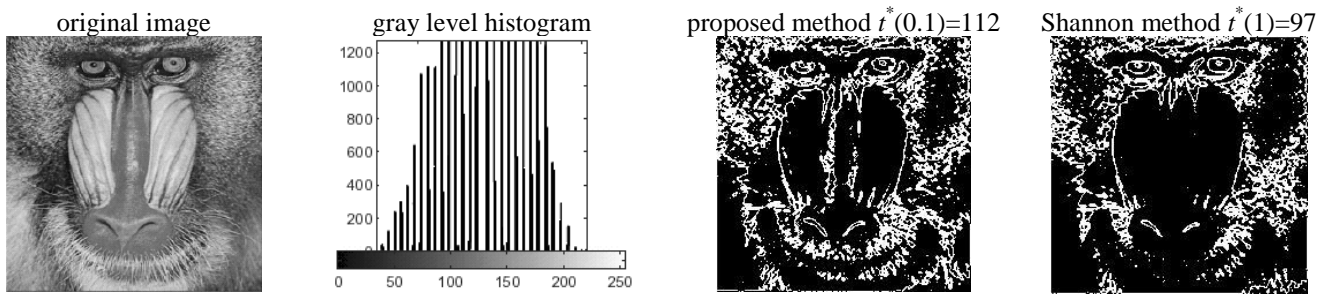 original image
gray level histogram
proposed method t*(0.1)=112
Shannon method t*(1)=97
1200
1000
800
600
400
200
0
0 50 100 150 200 250